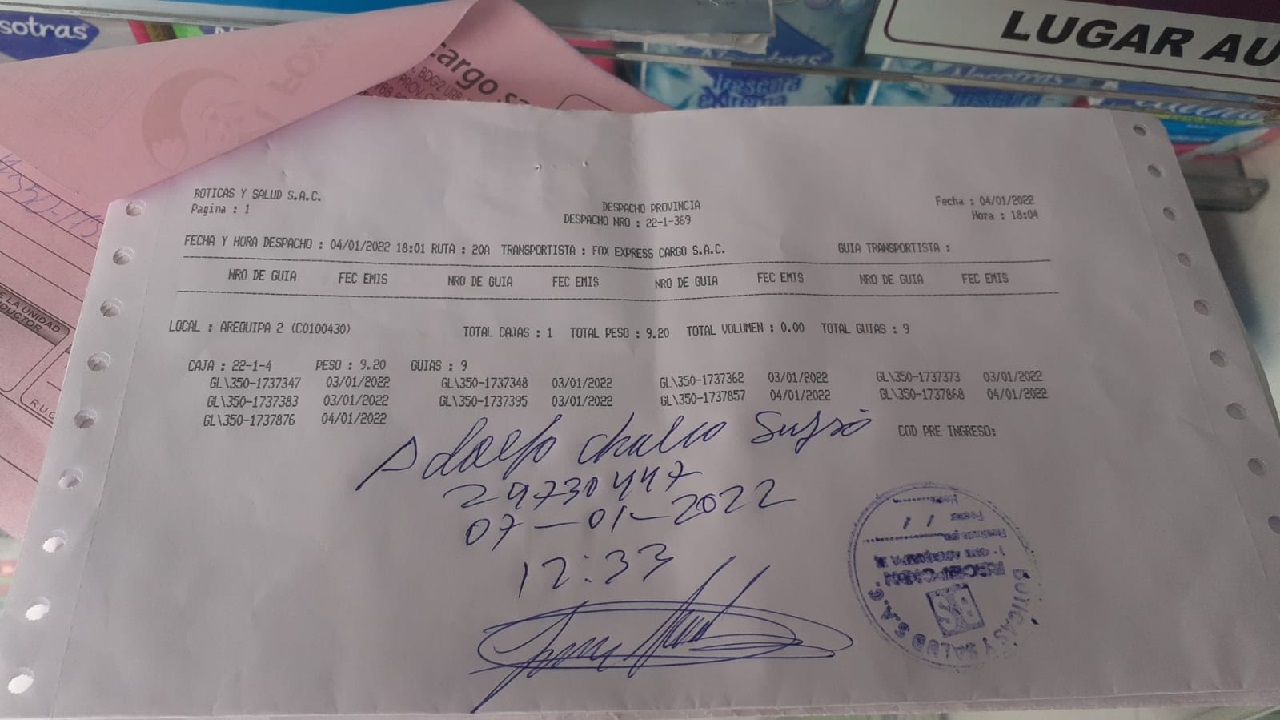 sotras
cargo s.a
LUGAR AU
BOTICAS Y SALUD S.A.C.
Pagina : 1
DESPACHO PROVINCIA
DESPACHO NRO : 22-1-369
Fecha : 04/01/2022
Hora : 18:04
FECHA Y HORA DESPACHO : 04/01/2022 18:01 RUTA : 20A TRANSPORTISTA : FOX EXPRESS CARGO S.A.C. GUIA TRANSPORTISTA :
NRO DE GUIA FEC EMIS NRO DE GUIA FEC EMIS NRO DE GUIA FEC EMIS NRO DE GUIA FEC EMIS
LOCAL : AREQUIPA 2 (C0100430) TOTAL CAJAS : 1 TOTAL PESO : 9.20 TOTAL VOLUMEN : 0.00 TOTAL GUIAS : 9
CAJA : 22-1-4 PESO : 9.20 GUIAS : 9
GL\350-1737347 03/01/2022 GL\350-1737348 03/01/2022 GL\350-1737362 03/01/2022 GL\350-1737373 03/01/2022
GL\350-1737383 03/01/2022 GL\350-1737395 03/01/2022 GL\350-1737857 04/01/2022 GL\350-1737868 04/01/2022
GL\350-1737876 04/01/2022
COD PRE INGRESO:
Adolfo
29730447
07-01-2022
12:33
BOTICAS Y SALUD S.A.C.
RECEPCION
BS